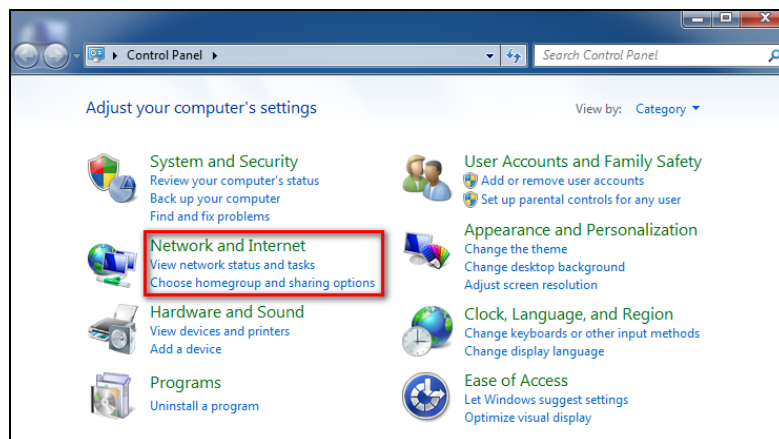 Control Panel
Search Control Panel
Adjust your computer's settings
View by: Category
System and Security
Review your computer's status
Back up your computer
Find and fix problems
Network and Internet
View network status and tasks
Choose homegroup and sharing options
Hardware and Sound
View devices and printers
Add a device
Programs
Uninstall a program
User Accounts and Family Safety
Add or remove user accounts
Set up parental controls for any user
Appearance and Personalization
Change the theme
Change desktop background
Adjust screen resolution
Clock, Language, and Region
Change keyboards or other input methods
Change display language
Ease of Access
Let Windows suggest settings
Optimize visual display